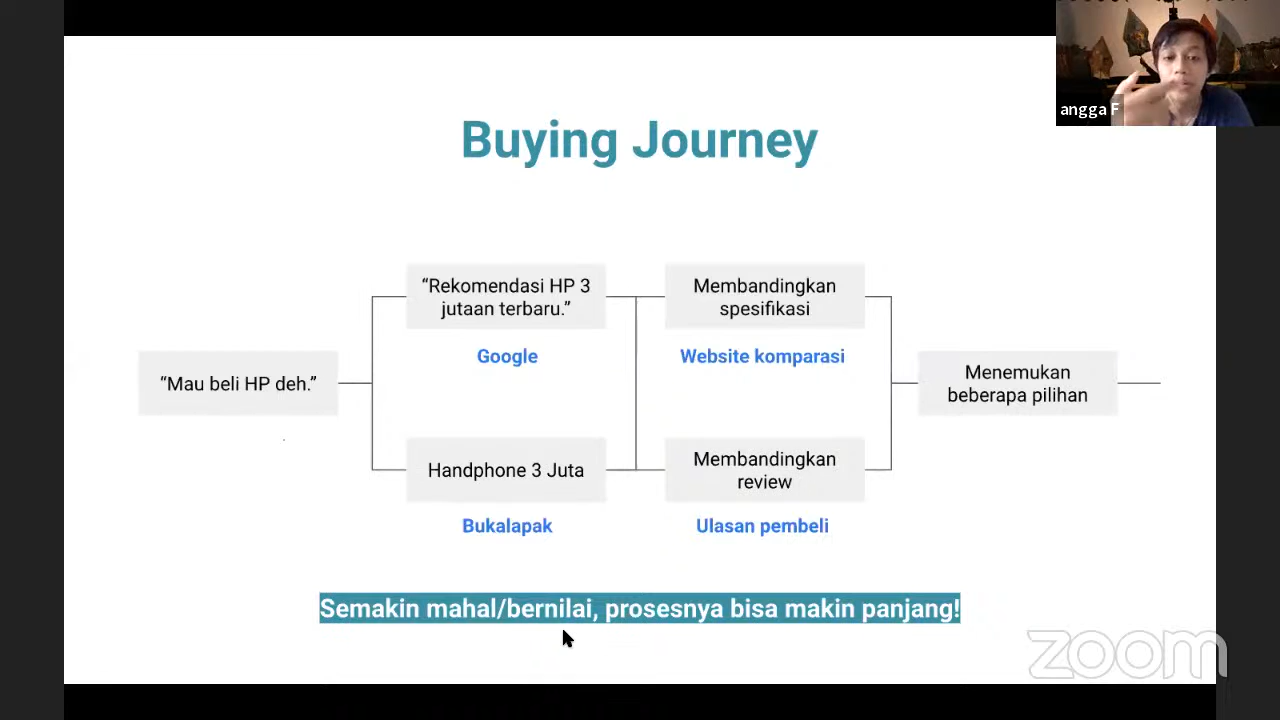 angga F
Buying Journey
“Mau beli HP deh.”
“Rekomendasi HP 3
jutaan terbaru.”
Google
Handphone 3 Juta
Bukalapak
Membandingkan
spesifikasi
Website komparasi
Membandingkan
review
Ulasan pembeli
Menemukan
beberapa pilihan
Semakin mahal/bernilai, prosesnya bisa makin panjang!
zoom